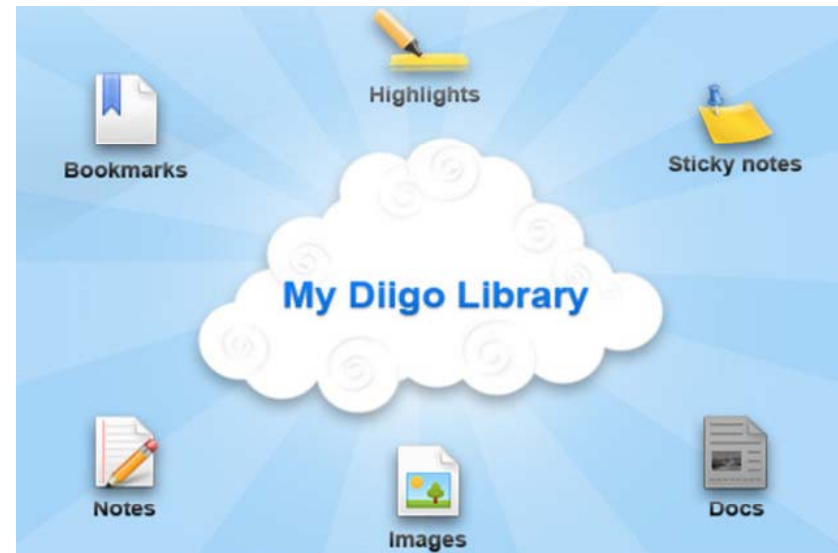 Highlights
Bookmarks
Sticky notes
My Diigo Library
Notes
Images
Docs